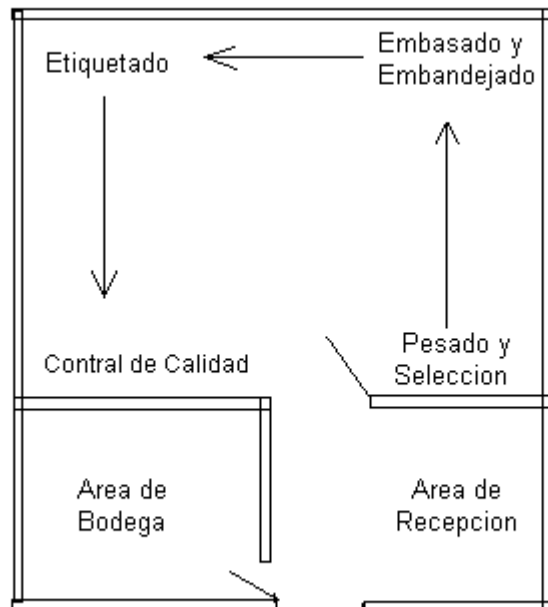 Etiquetado
Embasado y
Embandejado
Contral de Calidad
Pesado y
Seleccion
Area de
Bodega
Area de
Recepcion